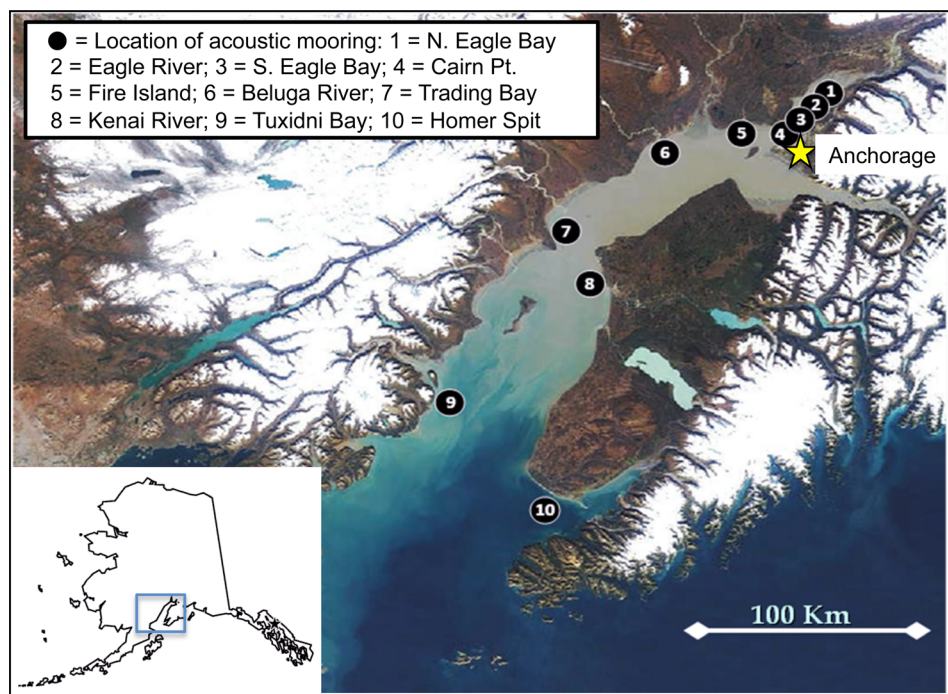 ● = Location of acoustic mooring: 1 = N. Eagle Bay
2 = Eagle River; 3 = S. Eagle Bay; 4 = Cairn Pt.
5 = Fire Island; 6 = Beluga River; 7 = Trading Bay
8 = Kenai River; 9 = Tuxidni Bay; 10 = Homer Spit
1
2
3
4
5
6
Anchorage
7
8
9
10
100 Km